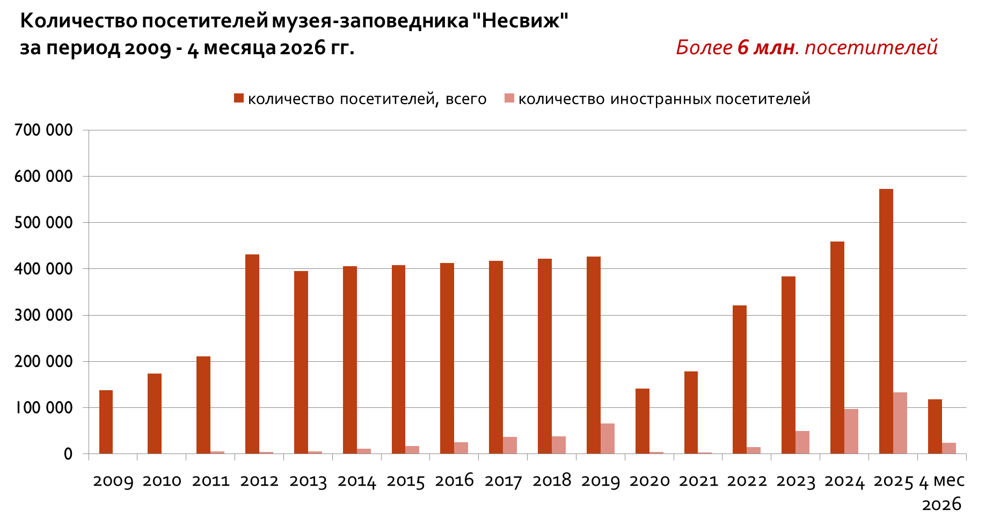 Количество посетителей музея-заповедника "Несвиж"
за период 2009 - 4 месяца 2026 гг.
Более 6 млн. посетителей
количество посетителей, всего
количество иностранных посетителей
700 000
600 000
500 000
400 000
300 000
200 000
100 000
0
2009 2010 2011 2012 2013 2014 2015 2016 2017 2018 2019 2020 2021 2022 2023 2024 2025 4 мес
2026